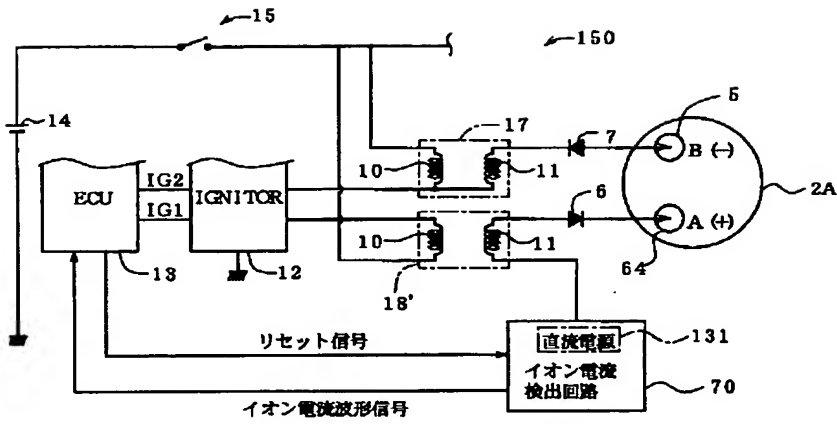 15
150
14
17
7
5
B (−)
10
11
2A
ECU
IG2
IG1
IGNITOR
6
A (+)
10
11
64
13
12
18'
リセット信号
直流電源
131
イオン電流
検出回路
70
イオン電流波形信号